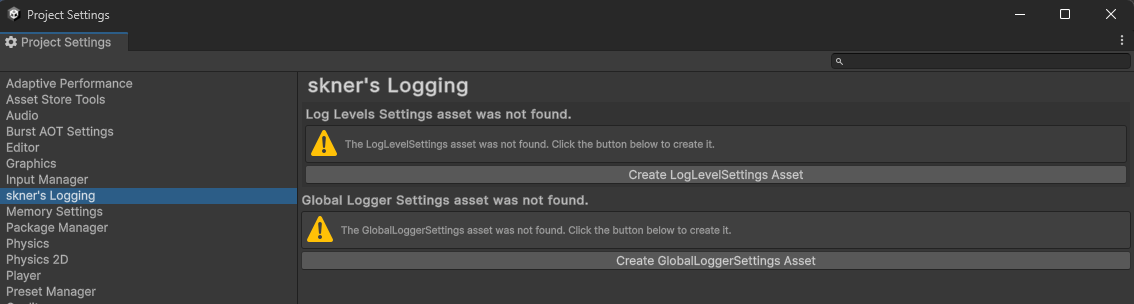 Project Settings
Project Settings
Adaptive Performance
Asset Store Tools
Audio
Burst AOT Settings
Editor
Graphics
Input Manager
skner's Logging
Memory Settings
Package Manager
Physics
Physics 2D
Player
Preset Manager
skner's Logging
Log Levels Settings asset was not found.
The LogLevelSettings asset was not found. Click the button below to create it.
Create LogLevelSettings Asset
Global Logger Settings asset was not found.
The GlobalLoggerSettings asset was not found. Click the button below to create it.
Create GlobalLoggerSettings Asset